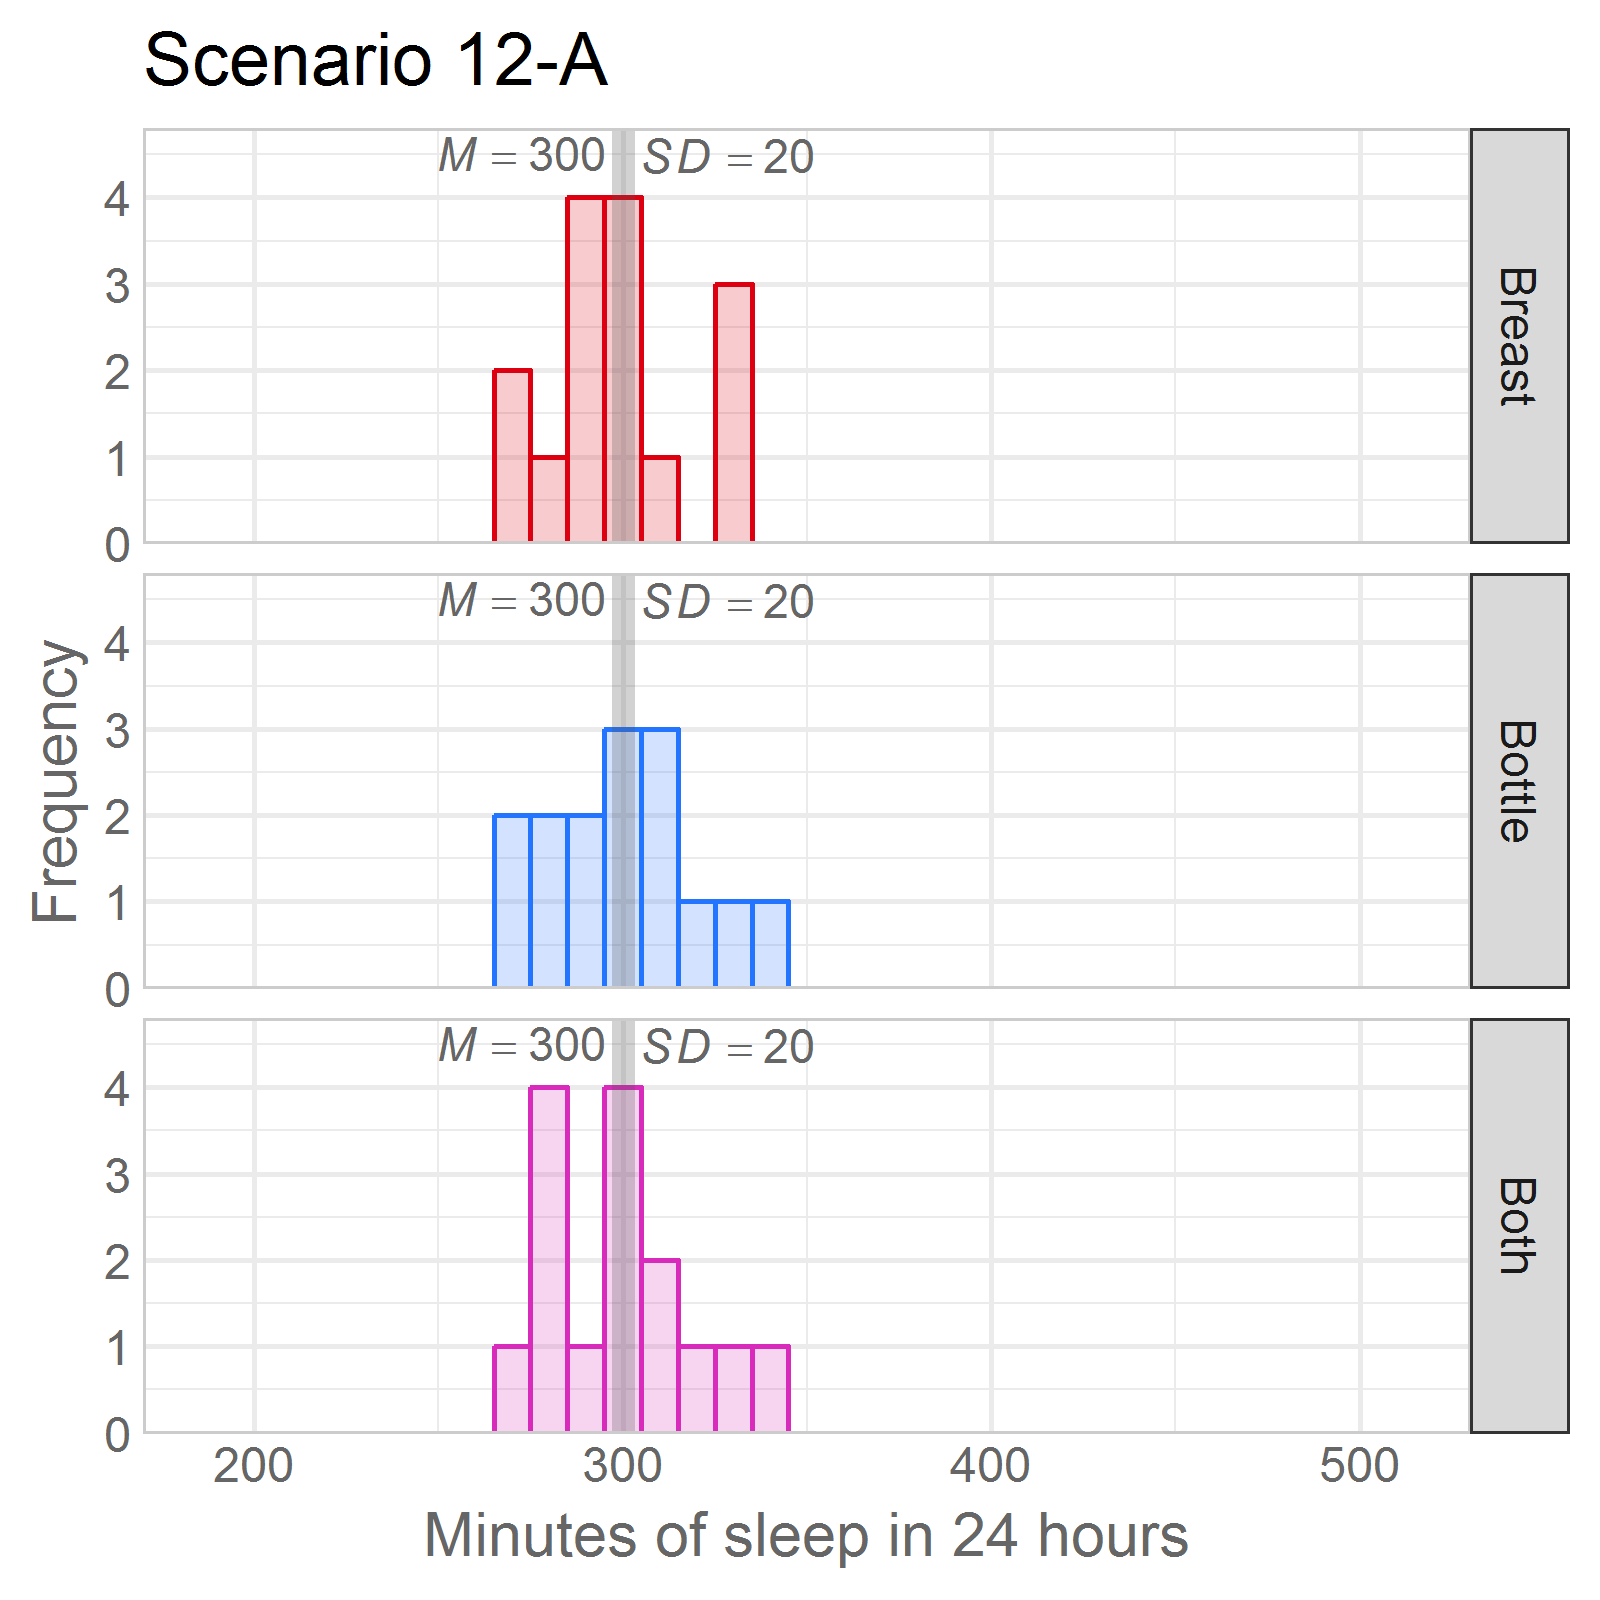 Scenario 12-A
M = 300 SD = 20
4
3
2
1
0
Breast
M = 300 SD = 20
4
3
2
1
0
Bottle
Frequency
M = 300 SD = 20
4
3
2
1
0
Both
200 300 400 500
Minutes of sleep in 24 hours